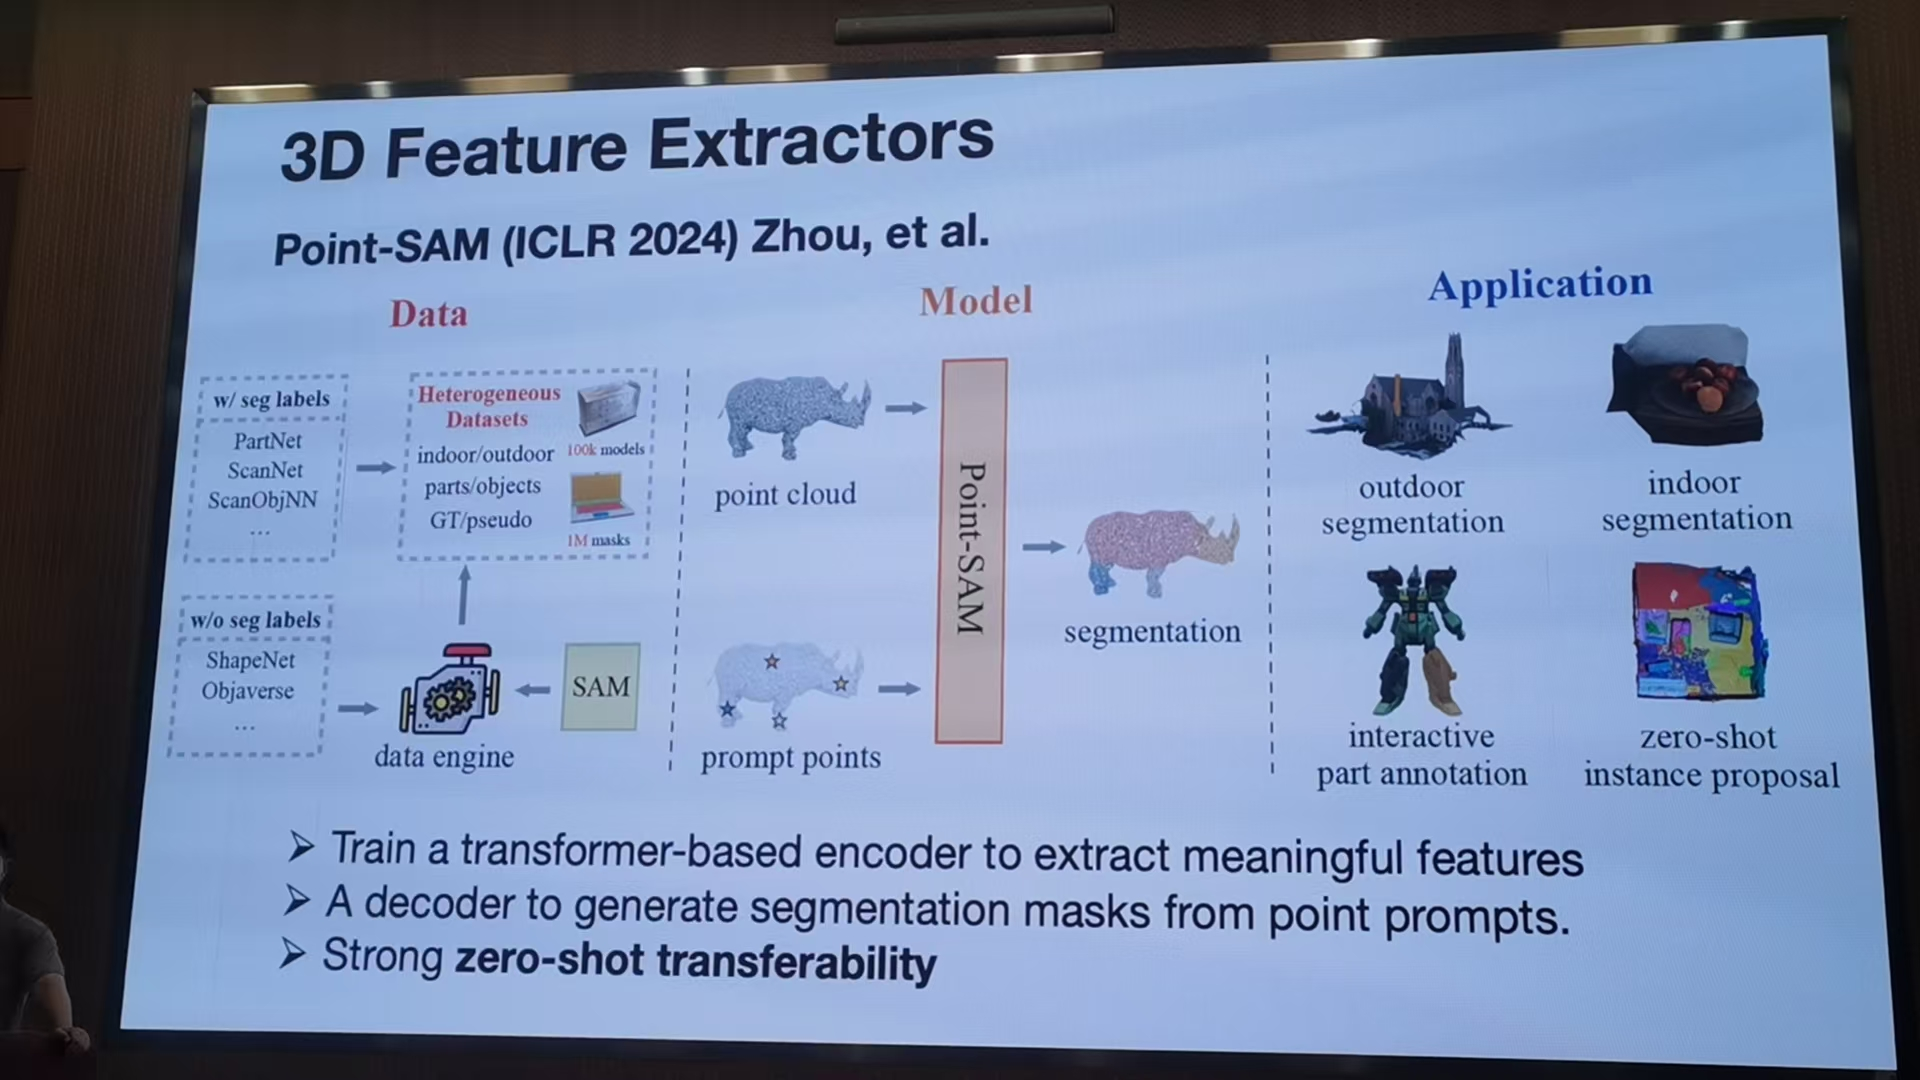 3D Feature Extractors
Point-SAM (ICLR 2024) Zhou, et al.
Data
w/ seg labels
PartNet
ScanNet
ScanObjNN
...
w/o seg labels
ShapeNet
Objaverse
...
Heterogeneous
Datasets
indoor/outdoor
parts/objects
GT/pseudo
100k models
1M masks
data engine
SAM
Model
point cloud
prompt points
Point-SAM
segmentation
Application
outdoor
segmentation
indoor
segmentation
interactive
part annotation
zero-shot
instance proposal
➢ Train a transformer-based encoder to extract meaningful features
➢ A decoder to generate segmentation masks from point prompts.
➢ Strong zero-shot transferability